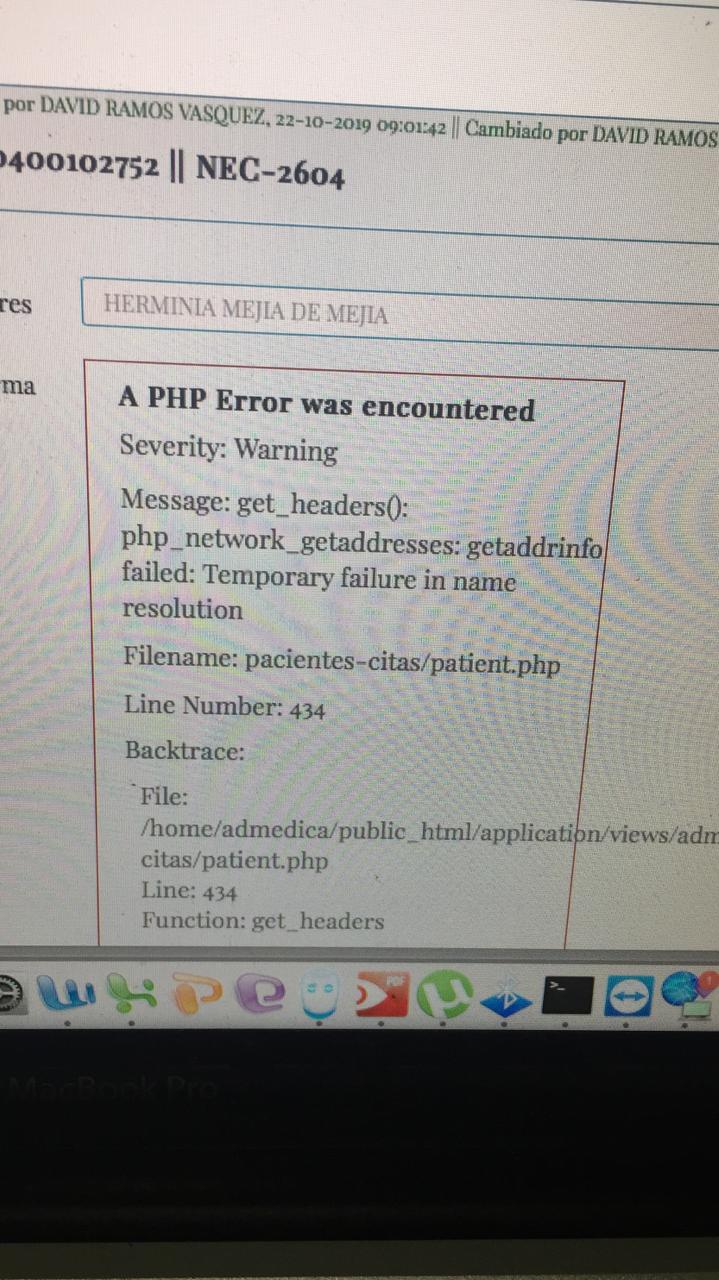 por DAVID RAMOS VASQUEZ, 22-10-2019 09:01:42 || Cambiado por DAVID RAMOS
0400102752 || NEC-2604
res
HERMINIA MEJIA DE MEJIA
ma
A PHP Error was encountered
Severity: Warning
Message: get_headers():
php_network_getaddresses: getaddrinfo
failed: Temporary failure in name
resolution
Filename: pacientes-citas/patient.php
Line Number: 434
Backtrace:
File:
/home/admedica/public_html/application/views/adm
citas/patient.php
Line: 434
Function: get_headers
PDF
MacBook Pro